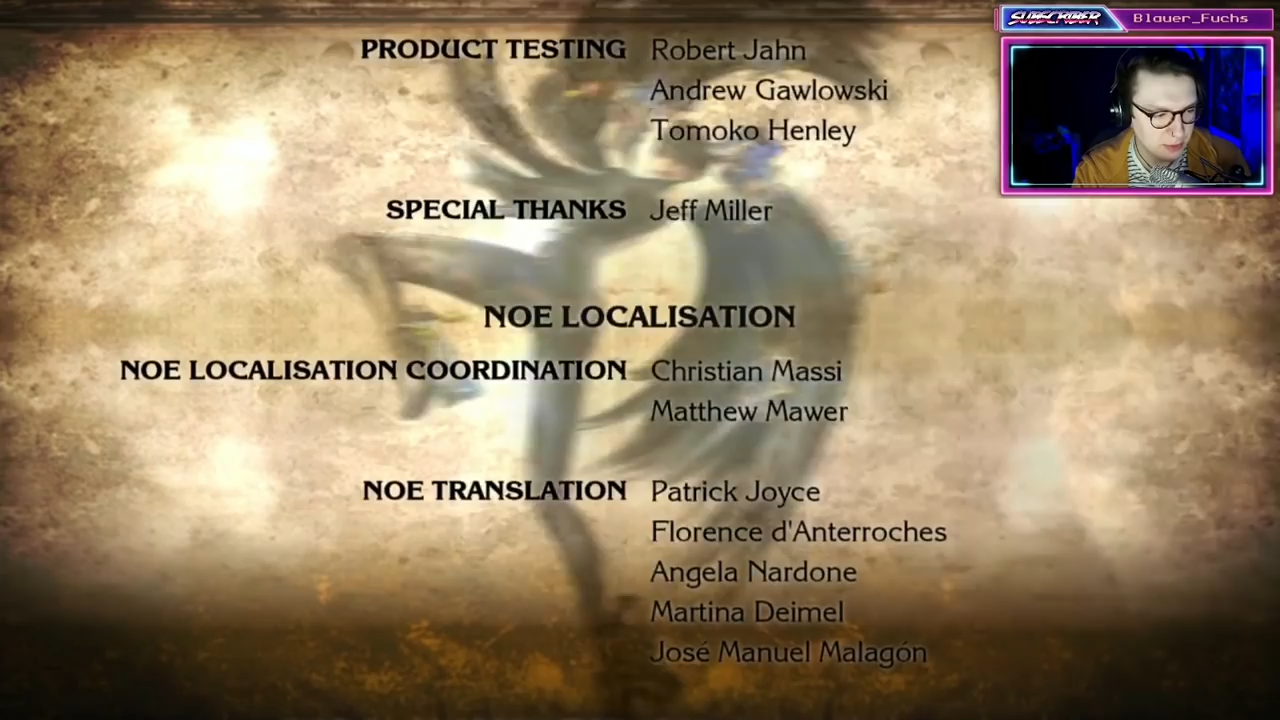 SUBSCRIBER Blauer_Fuchs
PRODUCT TESTING Robert Jahn
Andrew Gawlowski
Tomoko Henley
SPECIAL THANKS Jeff Miller
NOE LOCALISATION
NOE LOCALISATION COORDINATION Christian Massi
Matthew Mawer
NOE TRANSLATION Patrick Joyce
Florence d'Anterroches
Angela Nardone
Martina Deimel
José Manuel Malagón